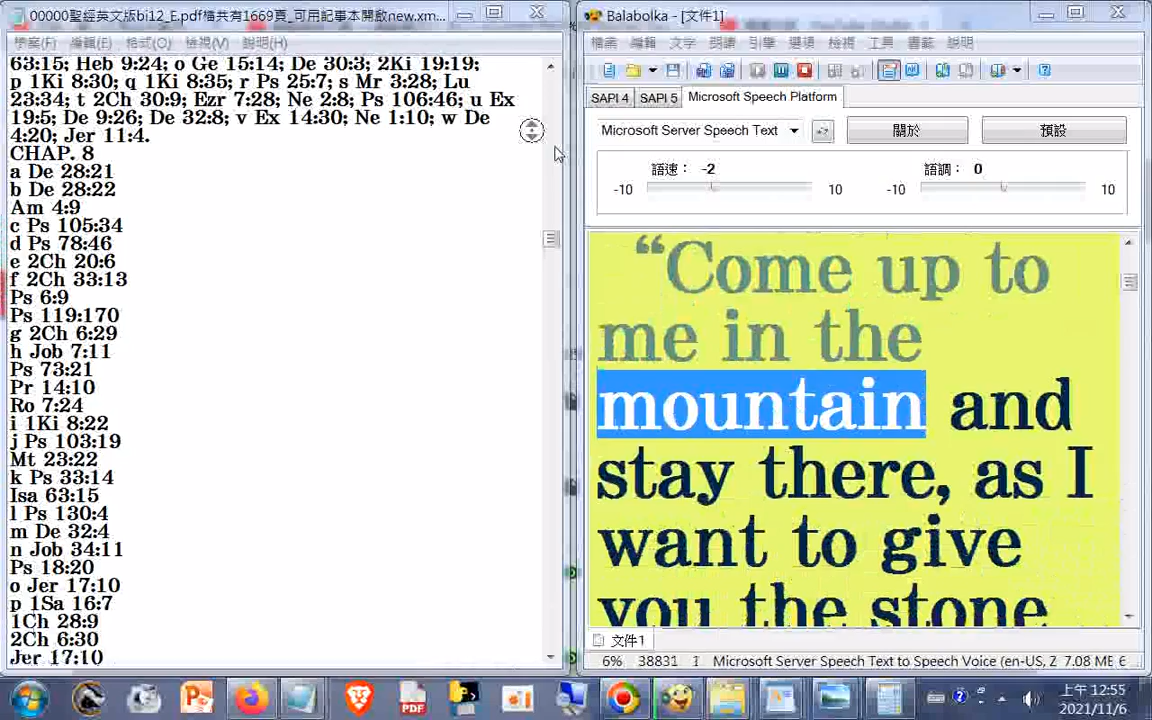 00000聖經英文版bi12_E.pdf檔共有1669頁_可用記事本開啟new.xm...
檔案(F) 編輯(E) 格式(O) 檢視(V) 說明(H)
63:15; Heb 9:24; o Ge 15:14; De 30:3; 2Ki 19:19;
p 1Ki 8:30; q 1Ki 8:35; r Ps 25:7; s Mr 3:28; Lu
23:34; t 2Ch 30:9; Ezr 7:28; Ne 2:8; Ps 106:46; u Ex
19:5; De 9:26; De 32:8; v Ex 14:30; Ne 1:10; w De
4:20; Jer 11:4.
CHAP. 8
a De 28:21
b De 28:22
Am 4:9
c Ps 105:34
d Ps 78:46
e 2Ch 20:6
f 2Ch 33:13
Ps 6:9
Ps 119:170
g 2Ch 6:29
h Job 7:11
Ps 73:21
Pr 14:10
Ro 7:24
i 1Ki 8:22
j Ps 103:19
Mt 23:22
k Ps 33:14
Isa 63:15
l Ps 130:4
m De 32:4
n Job 34:11
Ps 18:20
o Jer 17:10
p 1Sa 16:7
1Ch 28:9
2Ch 6:30
Jer 17:10
Balabolka - [文件1]
檔案 編輯 文字 朗讀 引擎 選項 檢視 工具 書籤 說明
SAPI 4 SAPI 5 Microsoft Speech Platform
Microsoft Server Speech Text 關於 預設
語速： -2 語調： 0
-10 10 -10 10
“Come up to
me in the
mountain and
stay there, as I
want to give
you the stone
文件1
6% 38831 1 Microsoft Server Speech Text to Speech Voice (en-US, Z 7.08 MB 6
PDF
上午 12:55
2021/11/6